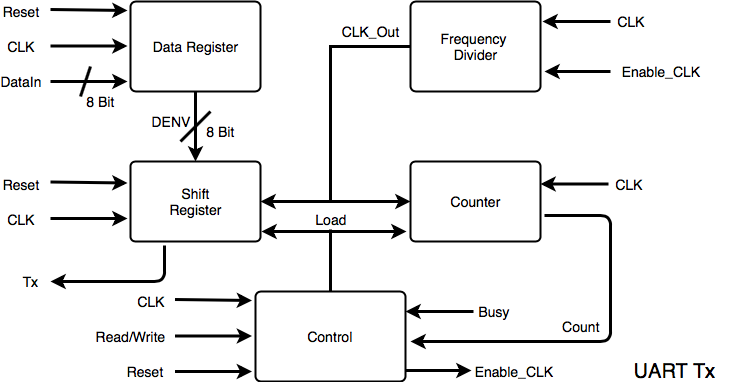 Reset
CLK
DataIn
8 Bit
Data Register
CLK_Out
Frequency
Divider
CLK
Enable_CLK
DENV
8 Bit
Reset
CLK
Shift
Register
Load
Counter
CLK
Tx
CLK
Read/Write
Reset
Control
Busy
Count
Enable_CLK
UART Tx